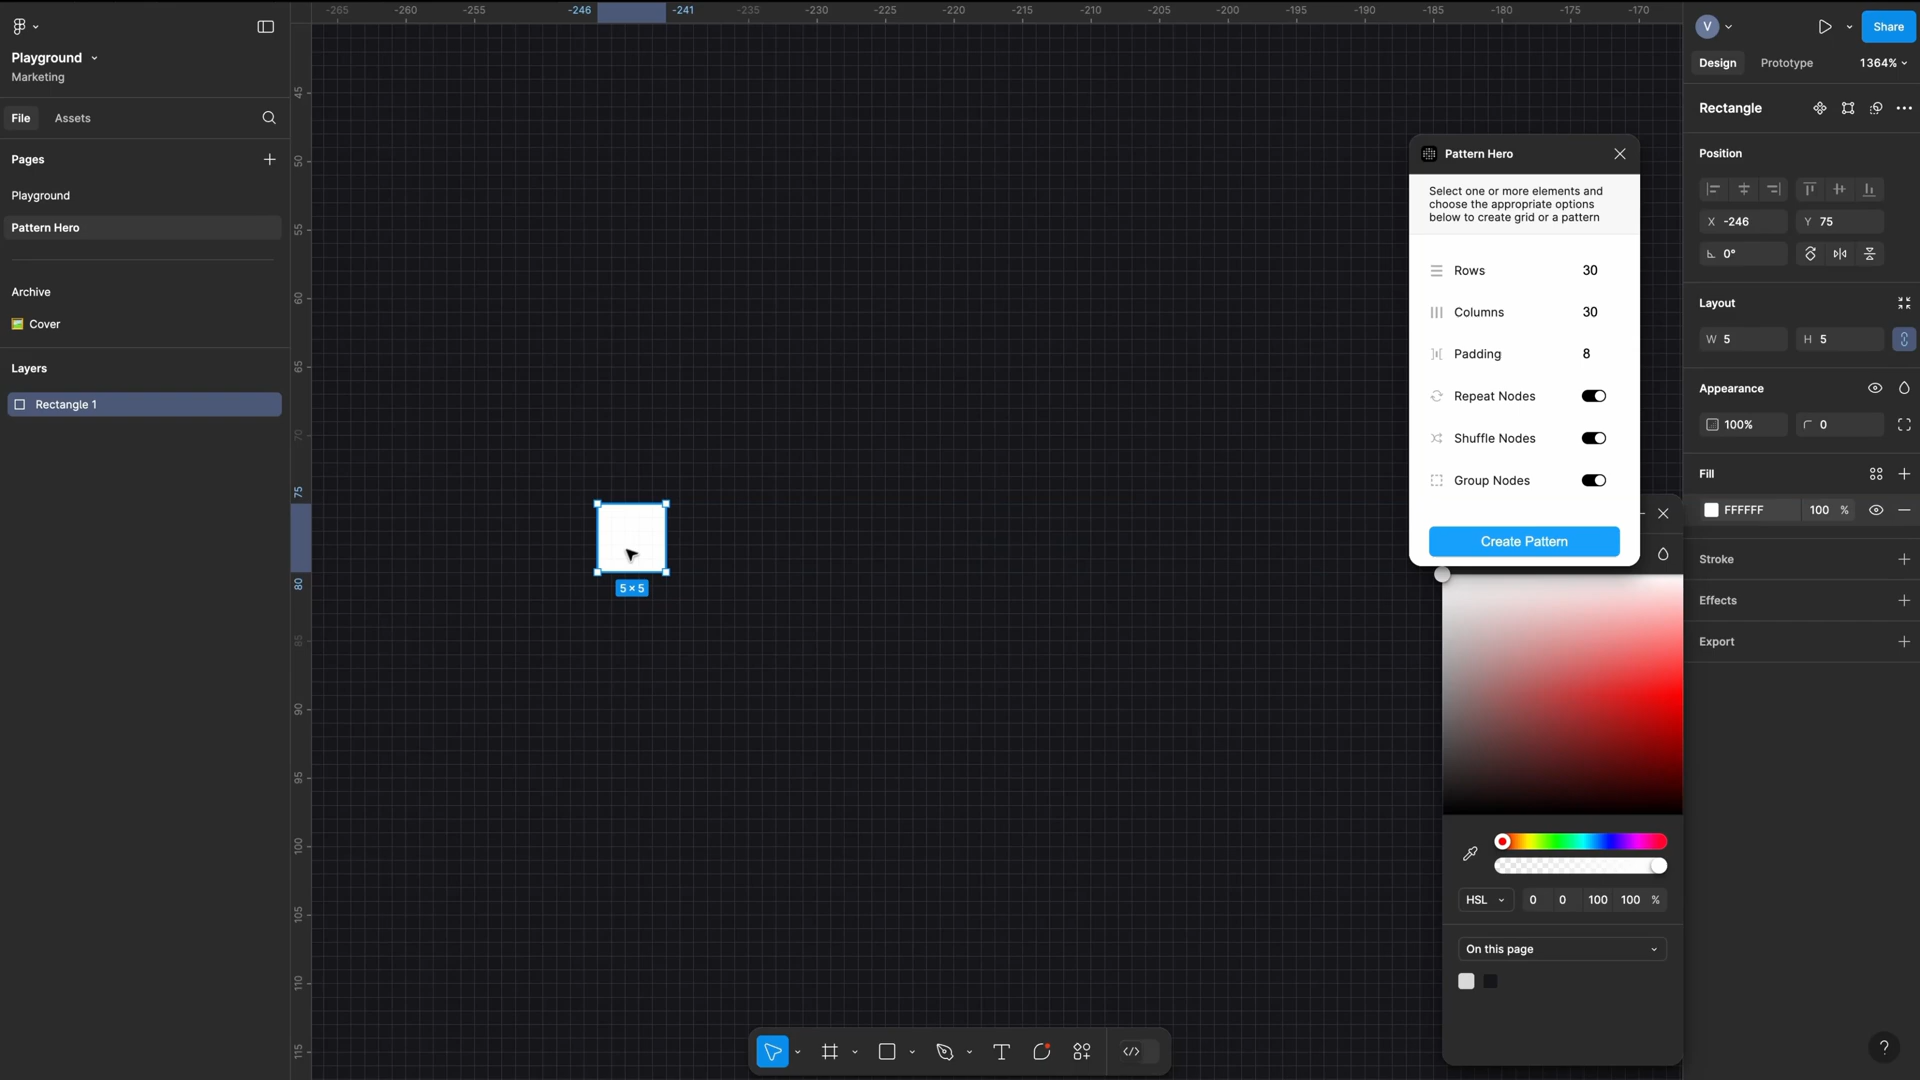 -265
-260
-255
-246
-241
-235
-230
-225
-220
-215
-210
-205
-200
-195
-190
-185
-180
-175
-170
Playground
Marketing
File
Assets
Pages
Playground
Pattern Hero
Archive
Cover
Layers
Rectangle 1
45
50
55
60
65
70
75
80
85
90
95
100
105
110
115
5 × 5
Pattern Hero
Select one or more elements and
choose the appropriate options
below to create grid or a pattern
Rows 30
Columns 30
Padding 8
Repeat Nodes
Shuffle Nodes
Group Nodes
Create Pattern
HSL 0 0 100 100 %
On this page
V
Share
Design
Prototype
1364%
Rectangle
Position
X -246
Y 75
0°
Layout
W 5
H 5
Appearance
100%
0
Fill
FFFFFF 100 %
Stroke
Effects
Export
?